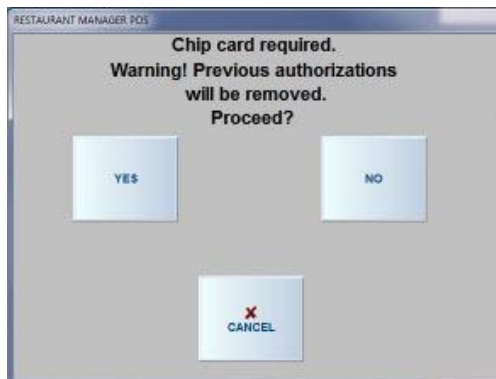 RESTAURANT MANAGER POS
Chip card required.
Warning! Previous authorizations
will be removed.
Proceed?
YES
NO
CANCEL